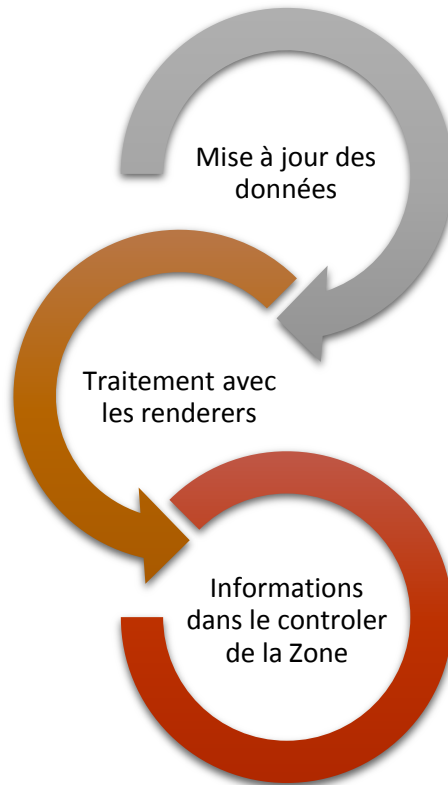 Mise à jour des
données
Traitement avec
les renderers
Informations
dans le controler
de la Zone